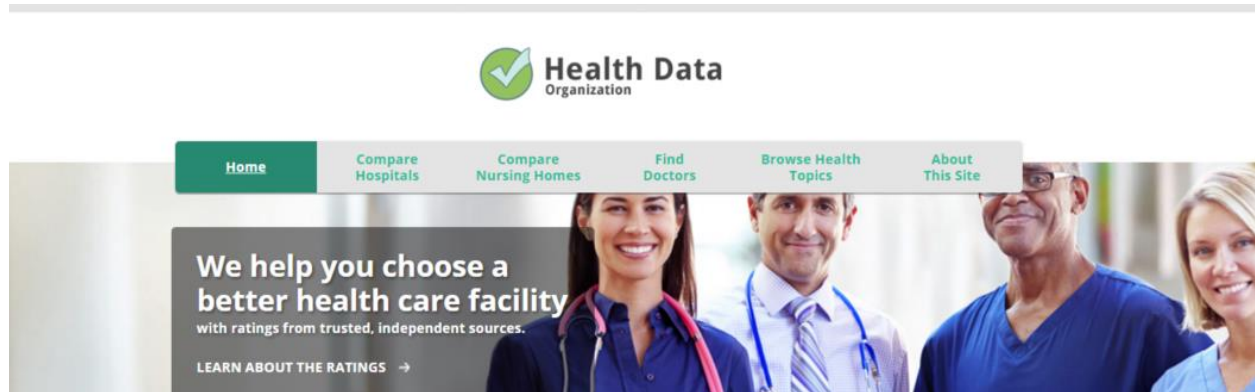 Health Data
Organization
Home
Compare
Hospitals
Compare
Nursing Homes
Find
Doctors
Browse Health
Topics
About
This Site
We help you choose a
better health care facility
with ratings from trusted, independent sources.
LEARN ABOUT THE RATINGS →